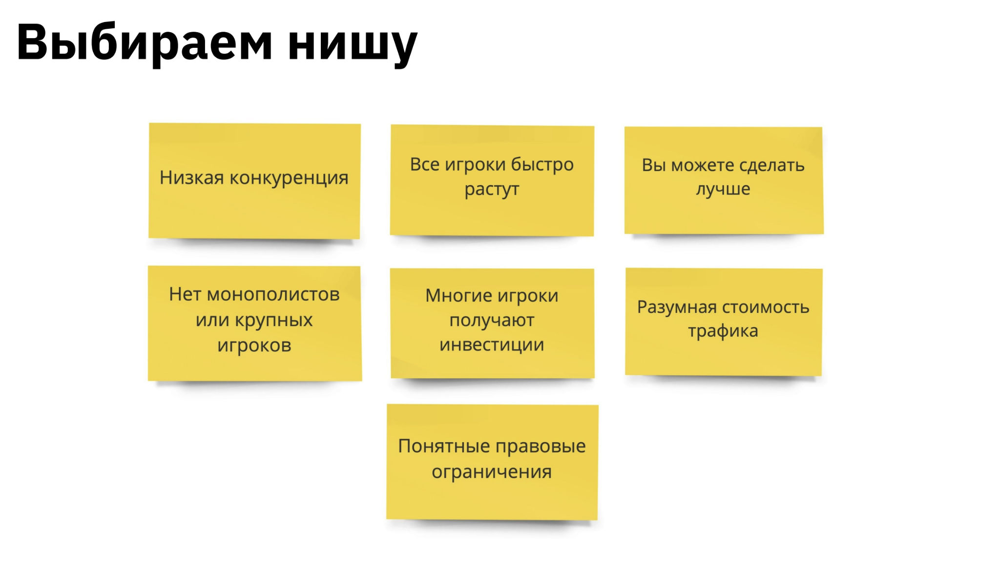 Выбираем нишу
Низкая конкуренция
Все игроки быстро
растут
Вы можете сделать
лучше
Нет монополистов
или крупных
игроков
Многие игроки
получают
инвестиции
Разумная стоимость
трафика
Понятные правовые
ограничения